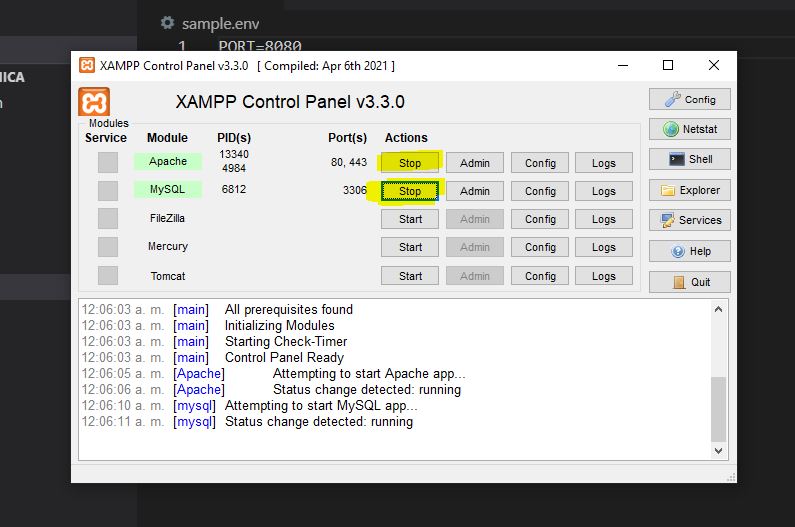 sample.env
1 PORT=8080
ICA
n
XAMPP Control Panel v3.3.0 [ Compiled: Apr 6th 2021 ]
XAMPP Control Panel v3.3.0
Config
Modules
Service Module PID(s) Port(s) Actions
Netstat
Apache 13340 4984 80, 443 Stop Admin Config Logs
Shell
MySQL 6812 3306 Stop Admin Config Logs
Explorer
FileZilla Start Admin Config Logs
Services
Mercury Start Admin Config Logs
Help
Tomcat Start Admin Config Logs
Quit
12:06:03 a. m. [main] All prerequisites found
12:06:03 a. m. [main] Initializing Modules
12:06:03 a. m. [main] Starting Check-Timer
12:06:03 a. m. [main] Control Panel Ready
12:06:05 a. m. [Apache] Attempting to start Apache app...
12:06:06 a. m. [Apache] Status change detected: running
12:06:10 a. m. [mysql] Attempting to start MySQL app...
12:06:11 a. m. [mysql] Status change detected: running